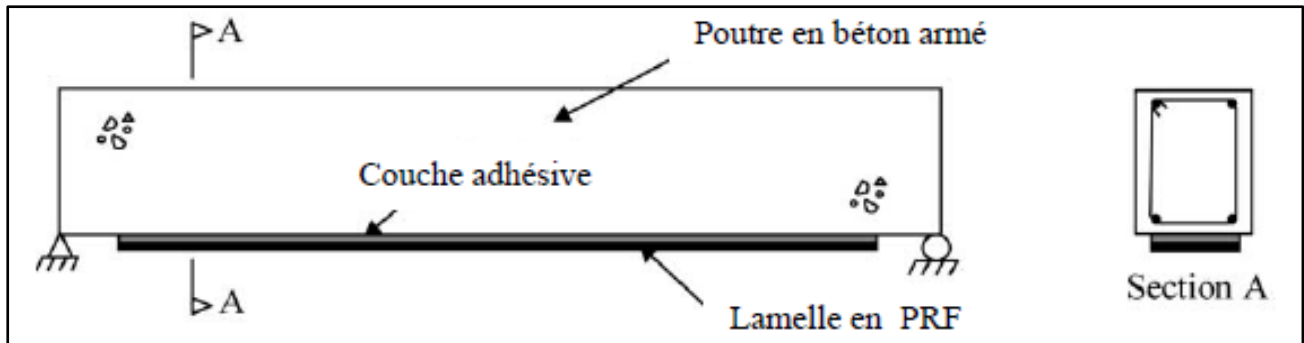 A
Poutre en béton armé
Couche adhésive
A
Lamelle en PRF
Section A